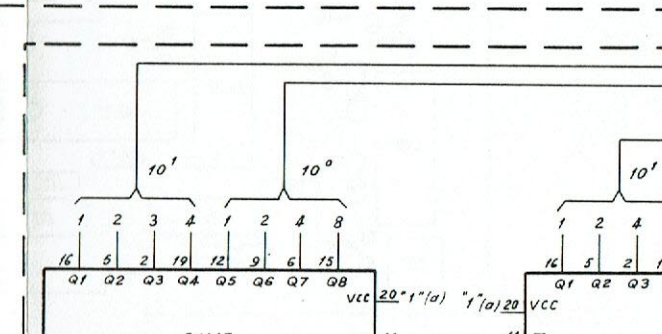 10¹ 10⁰ 10¹
1 2 3 4 1 2 4 8 1 2 4
16 5 2 19 12 9 6 15 16 5 2
Q1 Q2 Q3 Q4 Q5 Q6 Q7 Q8 Q1 Q2 Q3
VCC 20 "1"(a) "1"(a) 20 VCC